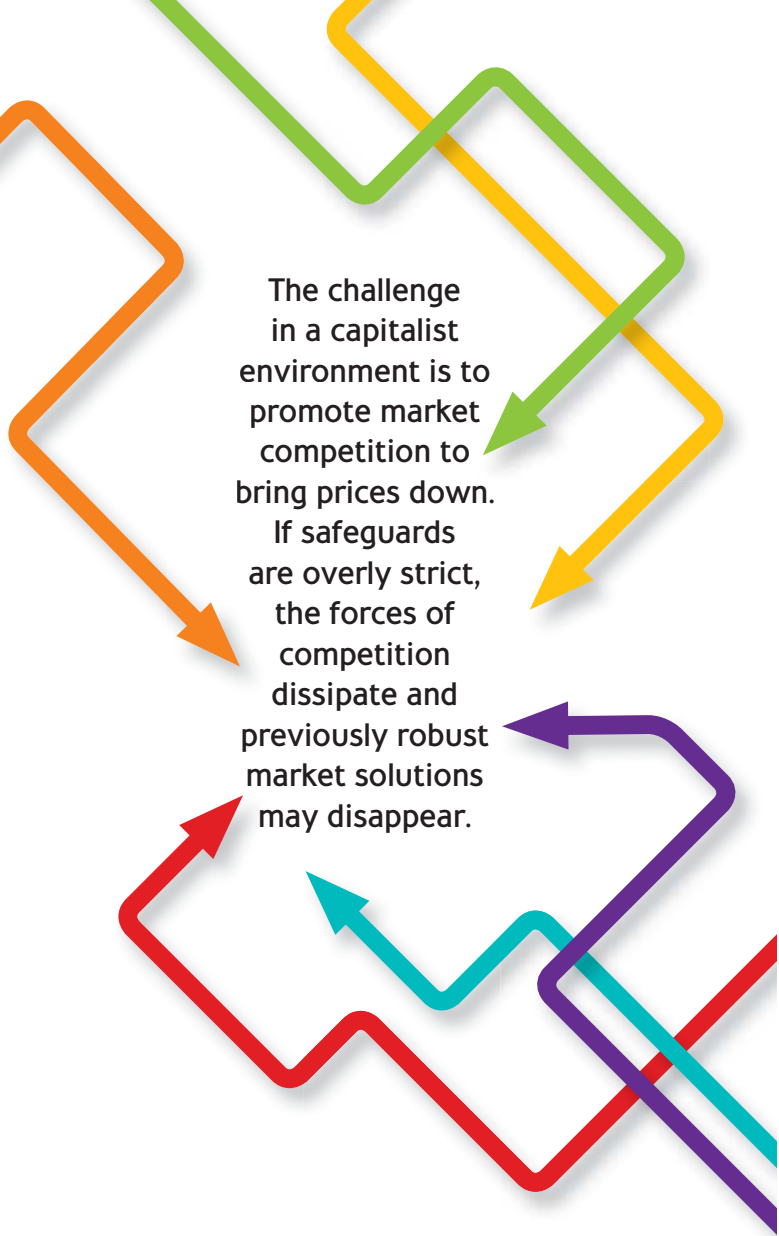 The challenge
in a capitalist
environment is to
promote market
competition to
bring prices down.
If safeguards
are overly strict,
the forces of
competition
dissipate and
previously robust
market solutions
may disappear.